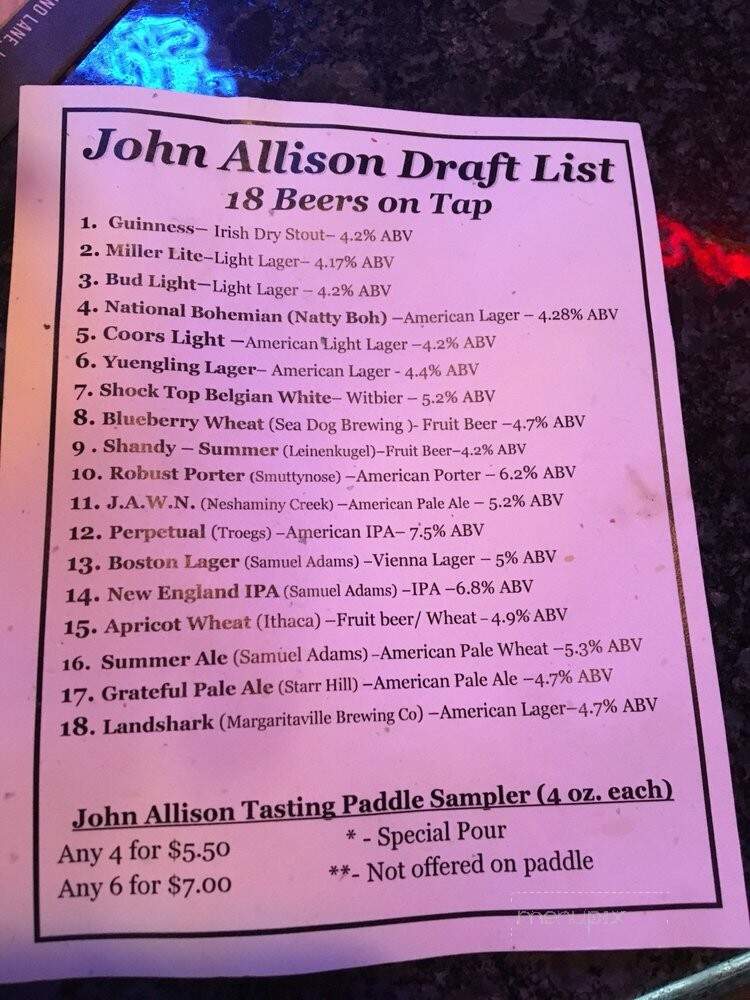 ND LANE,
John Allison Draft List
18 Beers on Tap
1. Guinness– Irish Dry Stout– 4.2% ABV
2. Miller Lite–Light Lager– 4.17% ABV
3. Bud Light—Light Lager – 4.2% ABV
4. National Bohemian (Natty Boh) –American Lager – 4.28% ABV
5. Coors Light —American Light Lager –4.2% ABV
6. Yuengling Lager– American Lager - 4.4% ABV
7. Shock Top Belgian White– Witbier – 5.2% ABV
8. Blueberry Wheat (Sea Dog Brewing )- Fruit Beer –4.7% ABV
9 . Shandy – Summer (Leinenkugel)–Fruit Beer–4.2% ABV
10. Robust Porter (Smuttynose) –American Porter – 6.2% ABV
11. J.A.W.N. (Neshaminy Creek) –American Pale Ale – 5.2% ABV
12. Perpetual (Troegs) –American IPA– 7.5% ABV
13. Boston Lager (Samuel Adams) –Vienna Lager – 5% ABV
14. New England IPA (Samuel Adams) –IPA –6.8% ABV
15. Apricot Wheat (Ithaca) –Fruit beer/ Wheat – 4.9% ABV
16. Summer Ale (Samuel Adams) –American Pale Wheat –5.3% ABV
17. Grateful Pale Ale (Starr Hill) –American Pale Ale –4.7% ABV
18. Landshark (Margaritaville Brewing Co) –American Lager–4.7% ABV
John Allison Tasting Paddle Sampler (4 oz. each)
Any 4 for $5.50
* - Special Pour
Any 6 for $7.00
**- Not offered on paddle
menupix